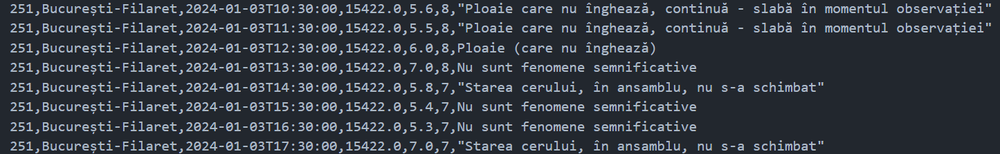 251,București-Filaret,2024-01-03T10:30:00,15422.0,5.6,8,"Ploaie care nu înghează, continuă - slabă în momentul observației"
251,București-Filaret,2024-01-03T11:30:00,15422.0,5.5,8,"Ploaie care nu înghează, continuă - slabă în momentul observației"
251,București-Filaret,2024-01-03T12:30:00,15422.0,6.0,8,Ploaie (care nu înghează)
251,București-Filaret,2024-01-03T13:30:00,15422.0,7.0,8,Nu sunt fenomene semnificative
251,București-Filaret,2024-01-03T14:30:00,15422.0,5.8,7,"Starea cerului, în ansamblu, nu s-a schimbat"
251,București-Filaret,2024-01-03T15:30:00,15422.0,5.4,7,Nu sunt fenomene semnificative
251,București-Filaret,2024-01-03T16:30:00,15422.0,5.3,7,Nu sunt fenomene semnificative
251,București-Filaret,2024-01-03T17:30:00,15422.0,7.0,7,"Starea cerului, în ansamblu, nu s-a schimbat"